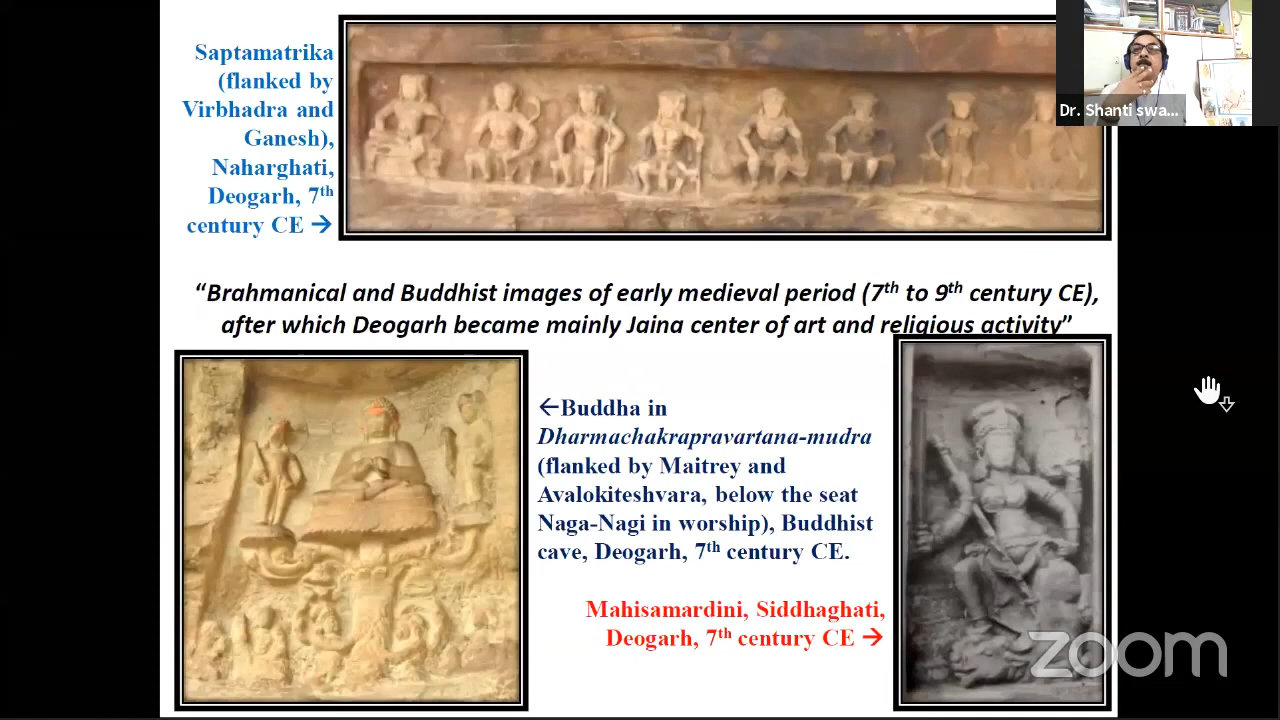 Saptamatrika
(flanked by
Virbhadra and
Ganesh),
Naharghati,
Deogarh, 7th
century CE →
Dr. Shanti swa...
“Brahmanical and Buddhist images of early medieval period (7th to 9th century CE),
after which Deogarh became mainly Jaina center of art and religious activity”
←Buddha in
Dharmachakrapravartana-mudra
(flanked by Maitrey and
Avalokiteshvara, below the seat
Naga-Nagi in worship), Buddhist
cave, Deogarh, 7th century CE.
Mahisamardini, Siddhaghati,
Deogarh, 7th century CE →
zoom